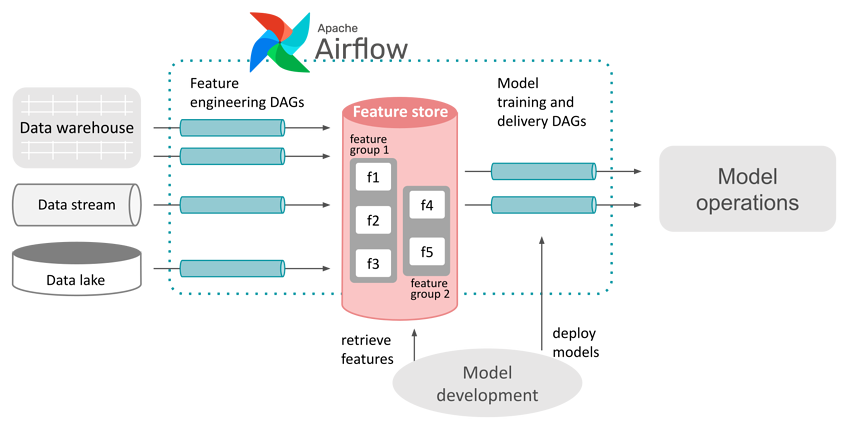 Apache
Airflow
Feature
engineering DAGs
Model
training and
delivery DAGs
Data warehouse
Data stream
Data lake
Feature store
feature
group 1
f1
f2
f3
f4
f5
feature
group 2
Model
operations
retrieve
features
deploy
models
Model
development